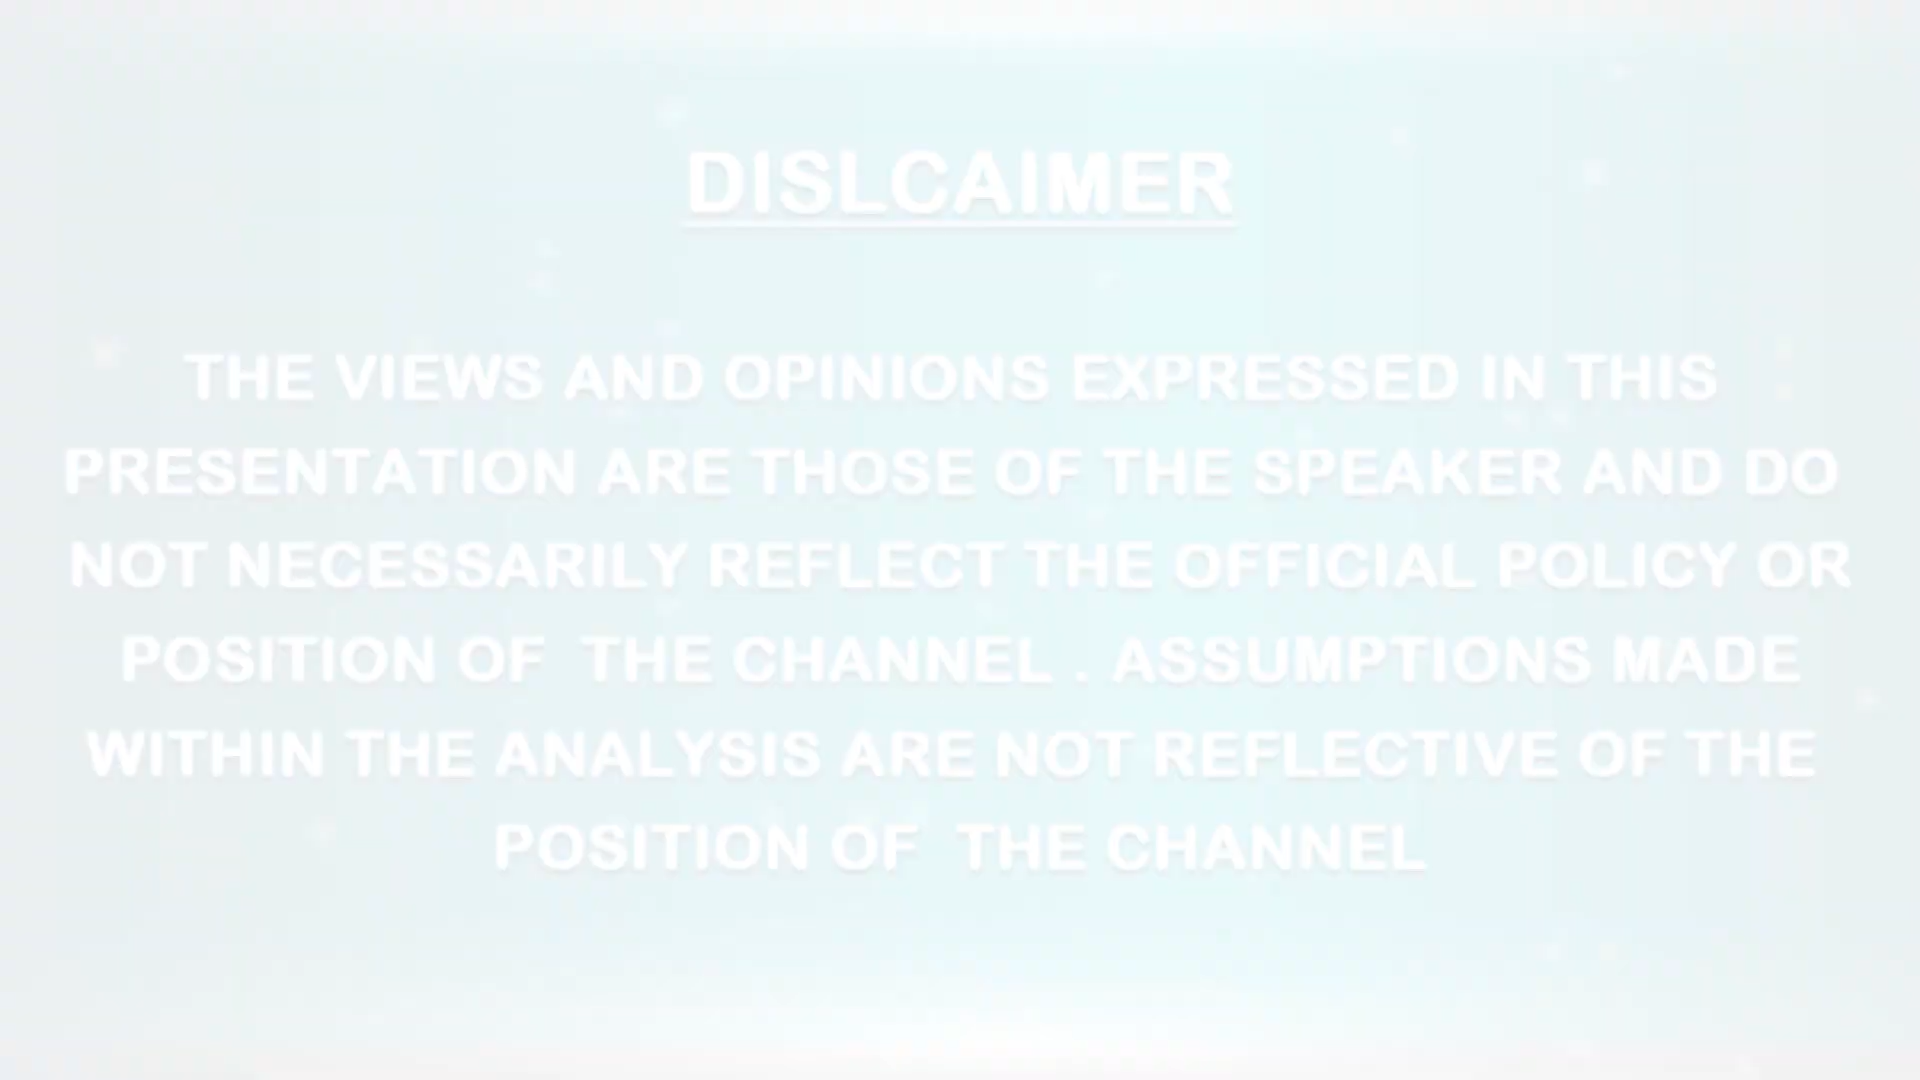 DISLCAIMER
THE VIEWS AND OPINIONS EXPRESSED IN THIS
PRESENTATION ARE THOSE OF THE SPEAKER AND DO
NOT NECESSARILY REFLECT THE OFFICIAL POLICY OR
POSITION OF THE CHANNEL . ASSUMPTIONS MADE
WITHIN THE ANALYSIS ARE NOT REFLECTIVE OF THE
POSITION OF THE CHANNEL